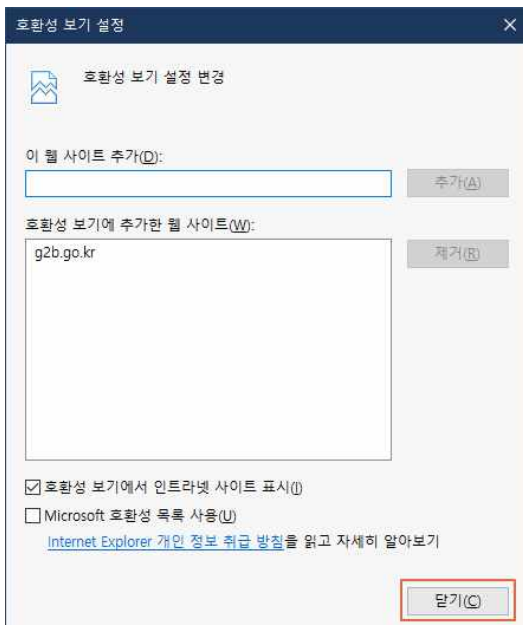 호환성 보기 설정
호환성 보기 설정 변경
이 웹 사이트 추가(D):
추가(A)
호환성 보기에 추가한 웹 사이트(W):
g2b.go.kr
제거(R)
호환성 보기에서 인트라넷 사이트 표시(I)
Microsoft 호환성 목록 사용(U)
Internet Explorer 개인 정보 취급 방침을 읽고 자세히 알아보기
닫기(C)